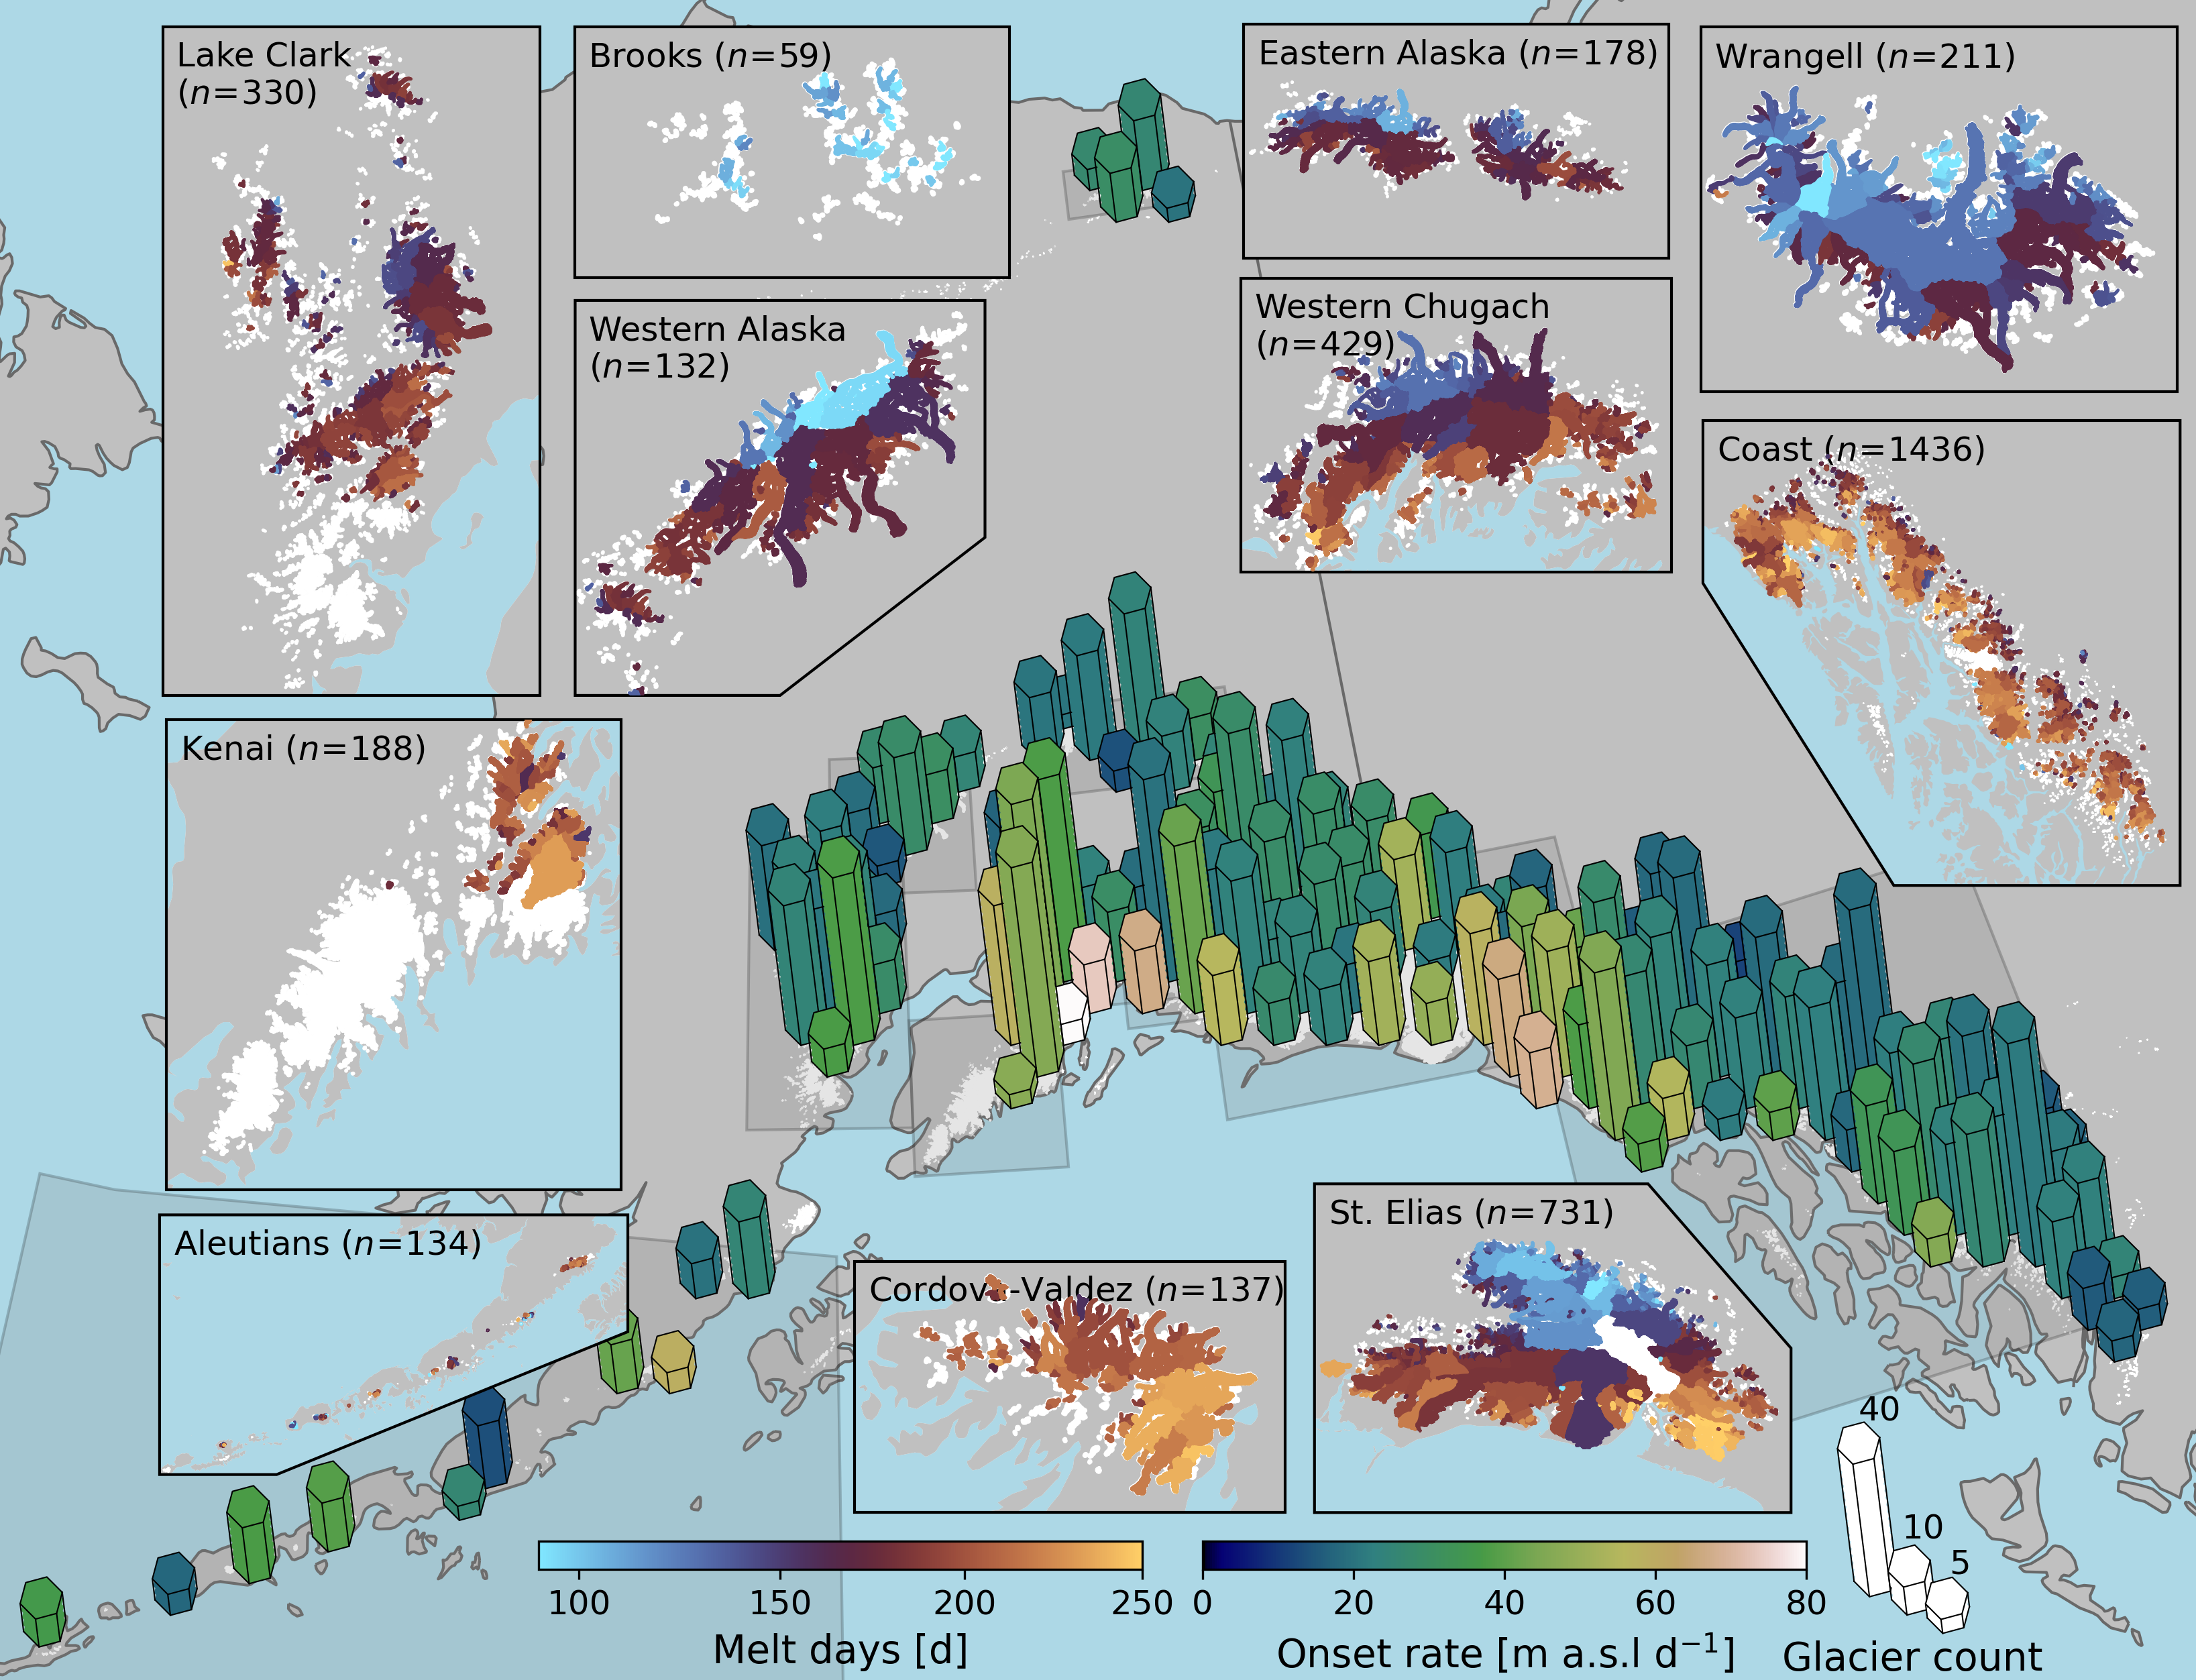 Lake Clark
(n=330)
Brooks (n=59)
Eastern Alaska (n=178)
Wrangell (n=211)
Western Alaska
(n=132)
Western Chugach
(n=429)
Coast (n=1436)
Kenai (n=188)
Aleutians (n=134)
Cordova-Valdez (n=137)
St. Elias (n=731)
40
10
5
100 150 200 250
Melt days [d]
0 20 40 60 80
Onset rate [m a.s.l d⁻¹]
Glacier count